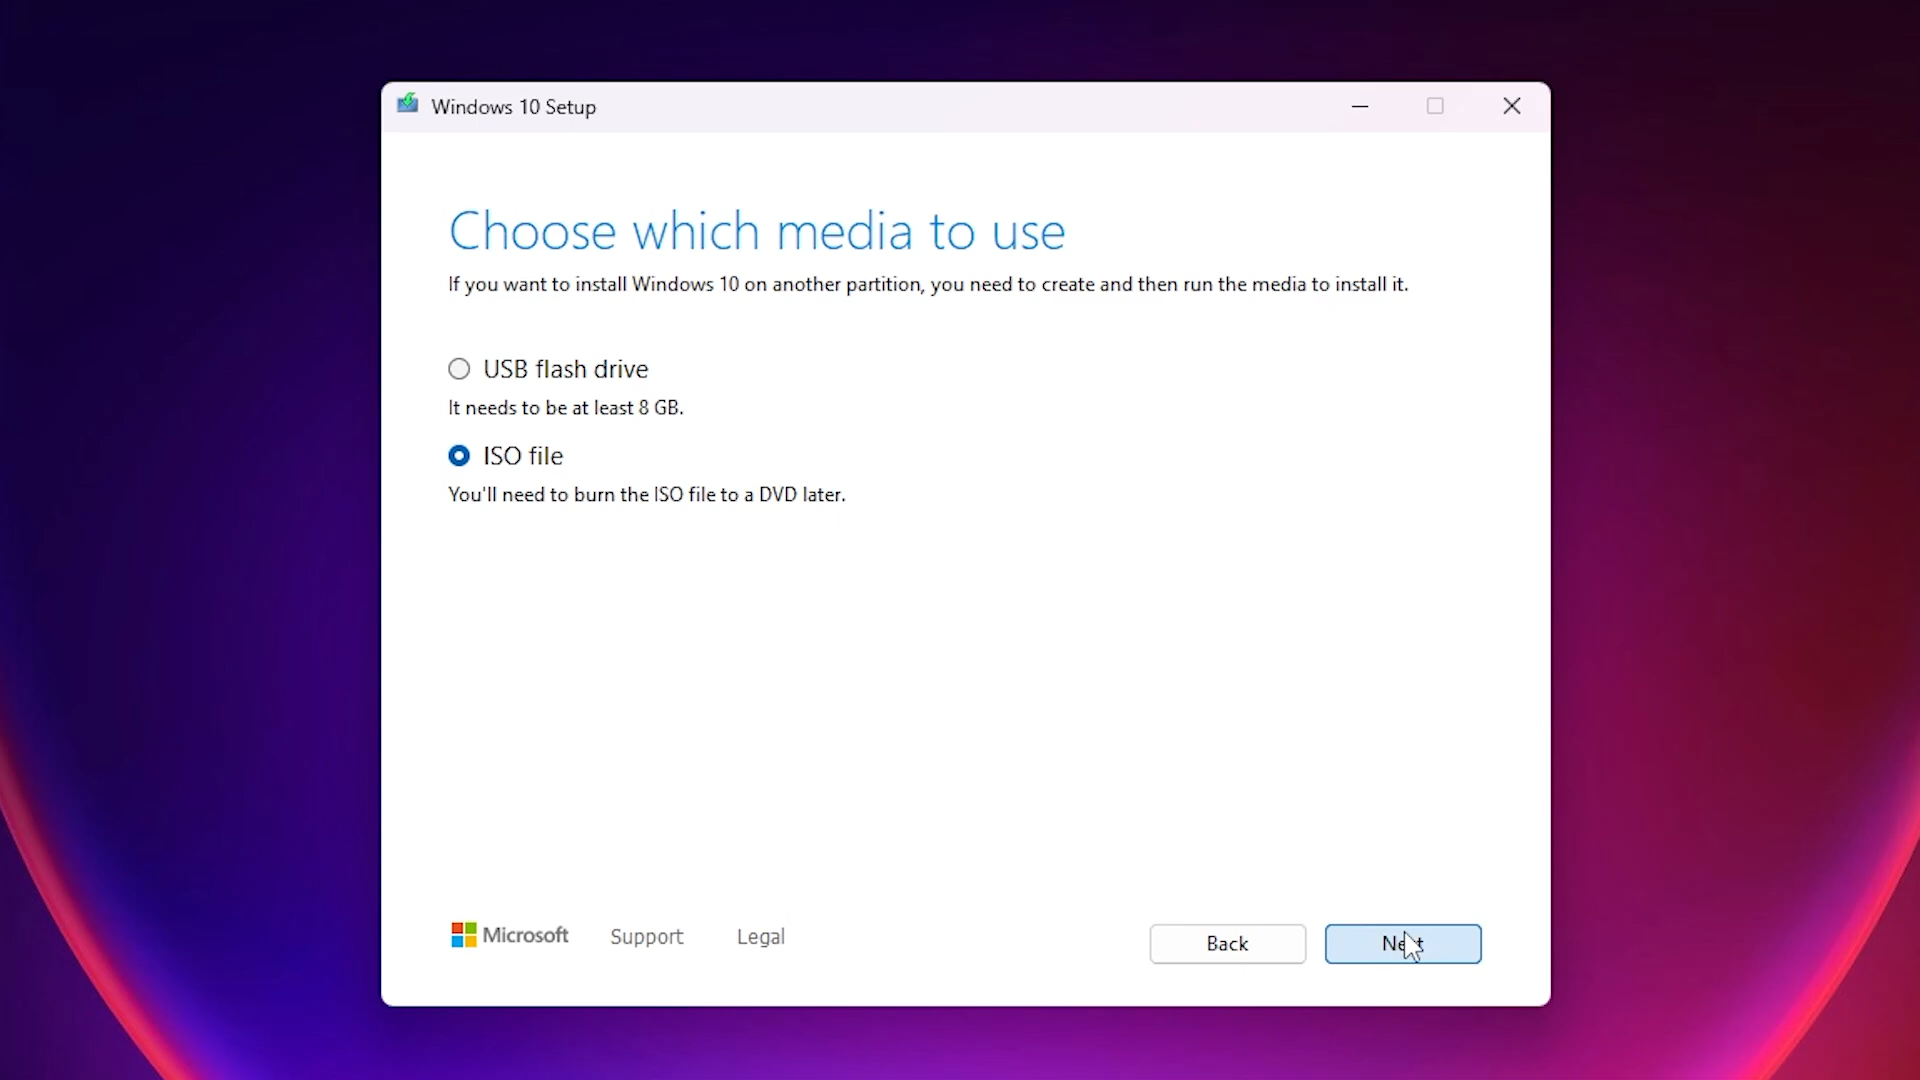 Windows 10 Setup
Choose which media to use
If you want to install Windows 10 on another partition, you need to create and then run the media to install it.
USB flash drive
It needs to be at least 8 GB.
ISO file
You'll need to burn the ISO file to a DVD later.
Microsoft Support Legal Back Next